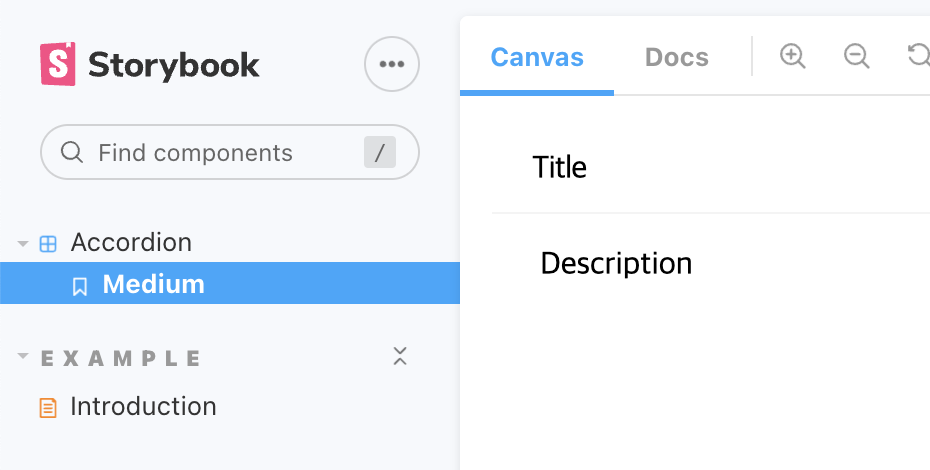 Storybook
Find components /
Accordion
Medium
EXAMPLE
Introduction
Canvas Docs
Title
Description